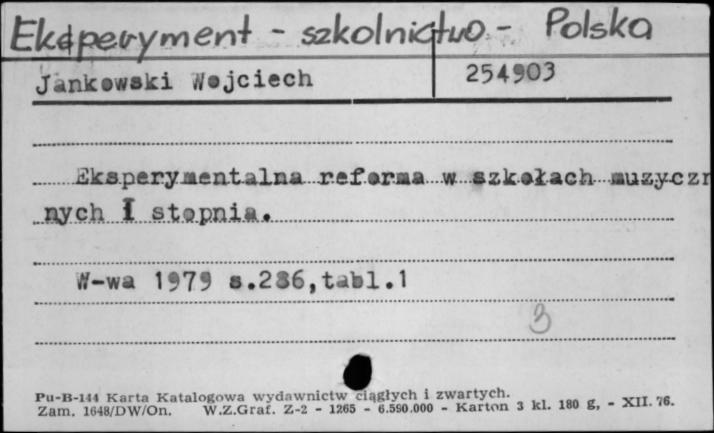 Eksperyment - szkolnictwo - Polska
Jankowski Wojciech 254903
Eksperymentalna reforma w szkołach muzycz
nych I stopnia.
W-wa 1979 s.286,tabl.1
3
Pu-B-144 Karta Katalogowa wydawnictw ciągłych i zwartych.
Zam. 1648/DW/On. W.Z.Graf. Z-2 - 1265 - 6.590.000 - Karton 3 kl. 180 g, - XII. 76.